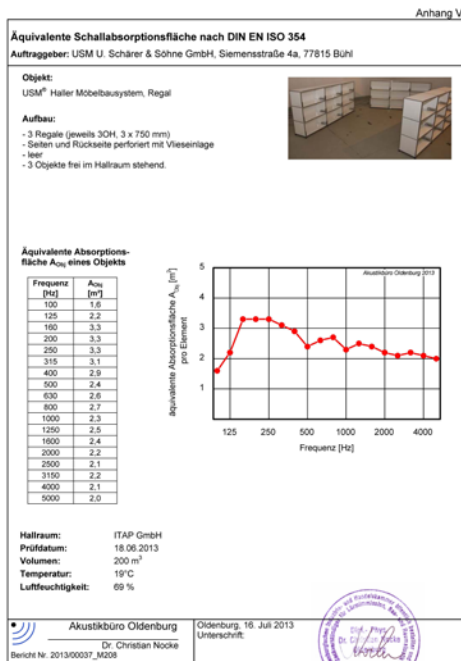 Anhang V
Äquivalente Schallabsorptionsfläche nach DIN EN ISO 354
Auftraggeber: USM U. Schärer & Söhne GmbH, Siemensstraße 4a, 77815 Bühl
Objekt:
USM® Haller Möbelbausystem, Regal
Aufbau:
- 3 Regale (jeweils 3OH, 3 x 750 mm)
- Seiten und Rückseite perforiert mit Vlieseinlage
- leer
- 3 Objekte frei im Hallraum stehend.
Äquivalente Absorptions-
fläche AObj eines Objekts
Frequenz AObj
[Hz] [m²]
100 1,6
125 2,2
160 3,3
200 3,3
250 3,3
315 3,1
400 2,9
500 2,4
630 2,6
800 2,7
1000 2,3
1250 2,5
1600 2,4
2000 2,2
2500 2,1
3150 2,2
4000 2,1
5000 2,0
äquivalente Absorptionsfläche AObj [m²]
pro Element
Akustikbüro Oldenburg 2013
5
4
3
2
1
125 250 500 1000 2000 4000
Frequenz [Hz]
Hallraum: ITAP GmbH
Prüfdatum: 18.06.2013
Volumen: 200 m³
Temperatur: 19°C
Luftfeuchtigkeit: 69 %
Akustikbüro Oldenburg
Dr. Christian Nocke
Bericht Nr. 2013/00037_M208
Oldenburg, 16. Juli 2013
Unterschrift:
Dipl.-Phys.
Dr. Christian Nocke